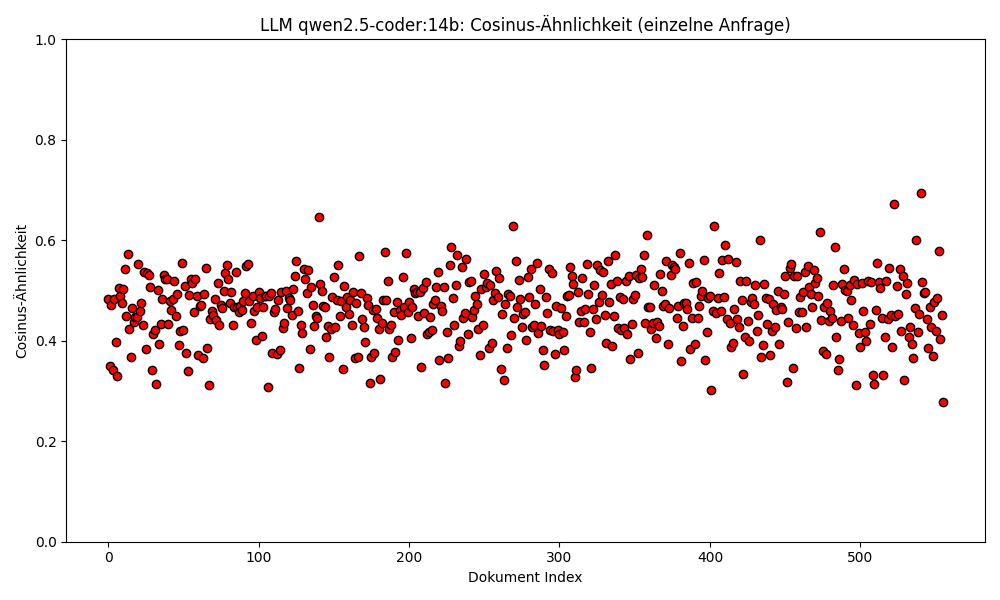 LLM qwen2.5-coder:14b: Cosinus-Ähnlichkeit (einzelne Anfrage)
Cosinus-Ähnlichkeit
1.0
0.8
0.6
0.4
0.2
0.0
0 100 200 300 400 500
Dokument Index